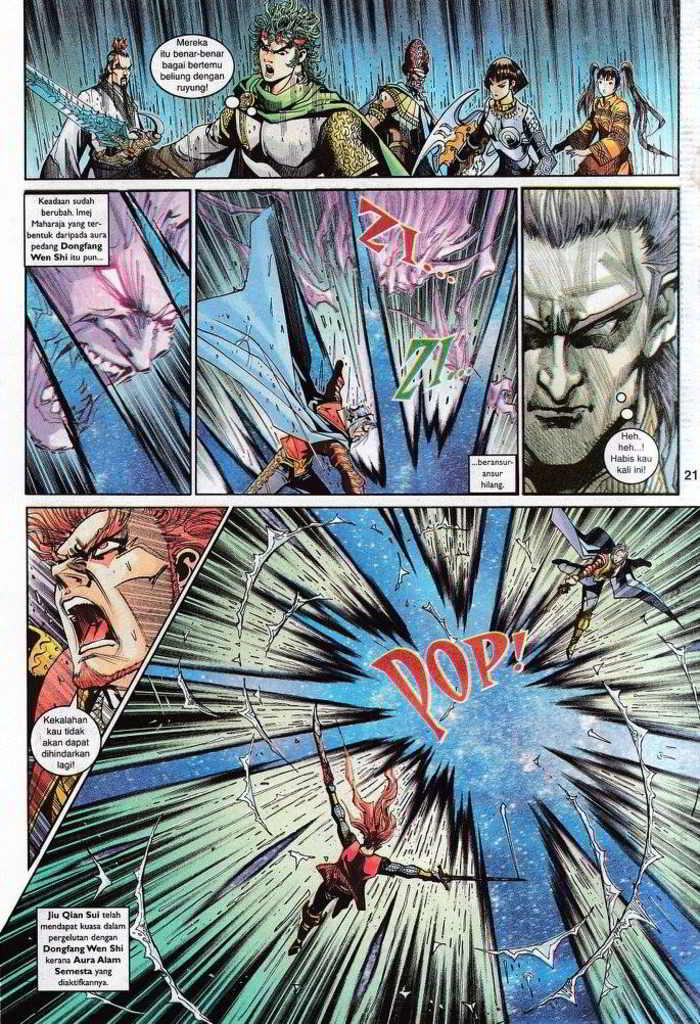 Mereka
itu benar-benar
bagai bertemu
beliung dengan
ruyung!
Keadaan sudah
berubah. Imej
Maharaja yang ter-
bentuk daripada aura
pedang Dongfang
Wen Shi itu pun...
ZI...
ZI...
...beransur-
ansur
hilang.
Heh,
heh...!
Habis kau
kali ini!
21
Kekalahan
kau tidak
akan dapat
dihindarkan
lagi!
POP!
Jiu Qian Sui telah
mendapat kuasa dalam
pergelutan dengan
Dongfang Wen Shi
kerana Aura Alam
Semesta yang
diaktifkannya.